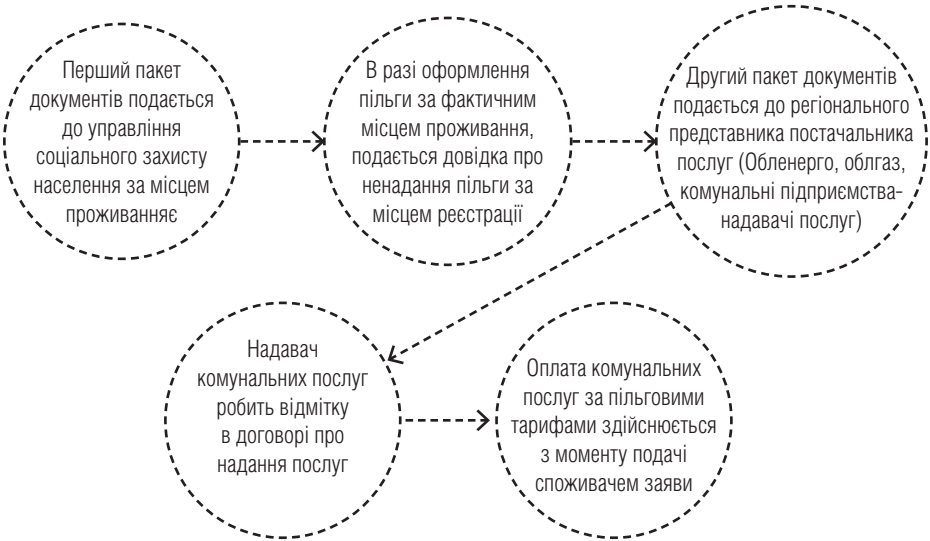 Перший пакет
документів подається
до управління
соціального захисту
населення за місцем
проживанняє
В разі оформлення
пільги за фактичним
місцем проживання,
подається довідка про
ненадання пільги за
місцем реєстрації
Другий пакет документів
подається до регіонального
представника постачальника
послуг (Обленерго, облгаз,
комунальні підприємства-
надавачі послуг)
Надавач
комунальних послуг
робить відмітку
в договорі про
надання послуг
Оплата комунальних
послуг за пільговими
тарифами здійснюється
з моменту подачі
споживачем заяви